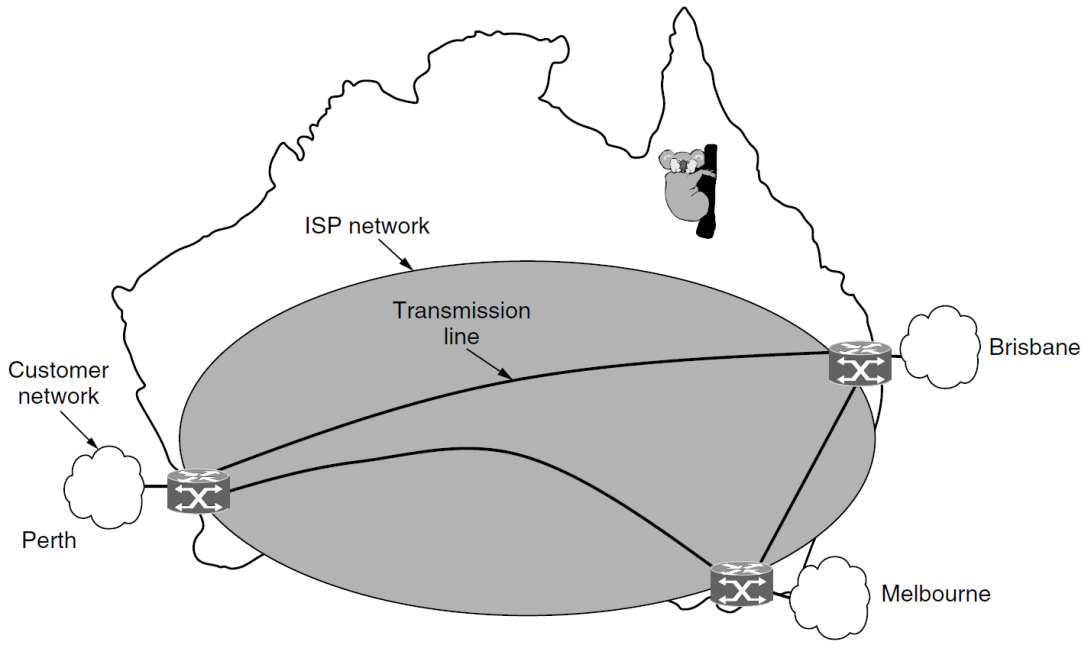 ISP network
Transmission
line
Brisbane
Customer
network
Perth
Melbourne